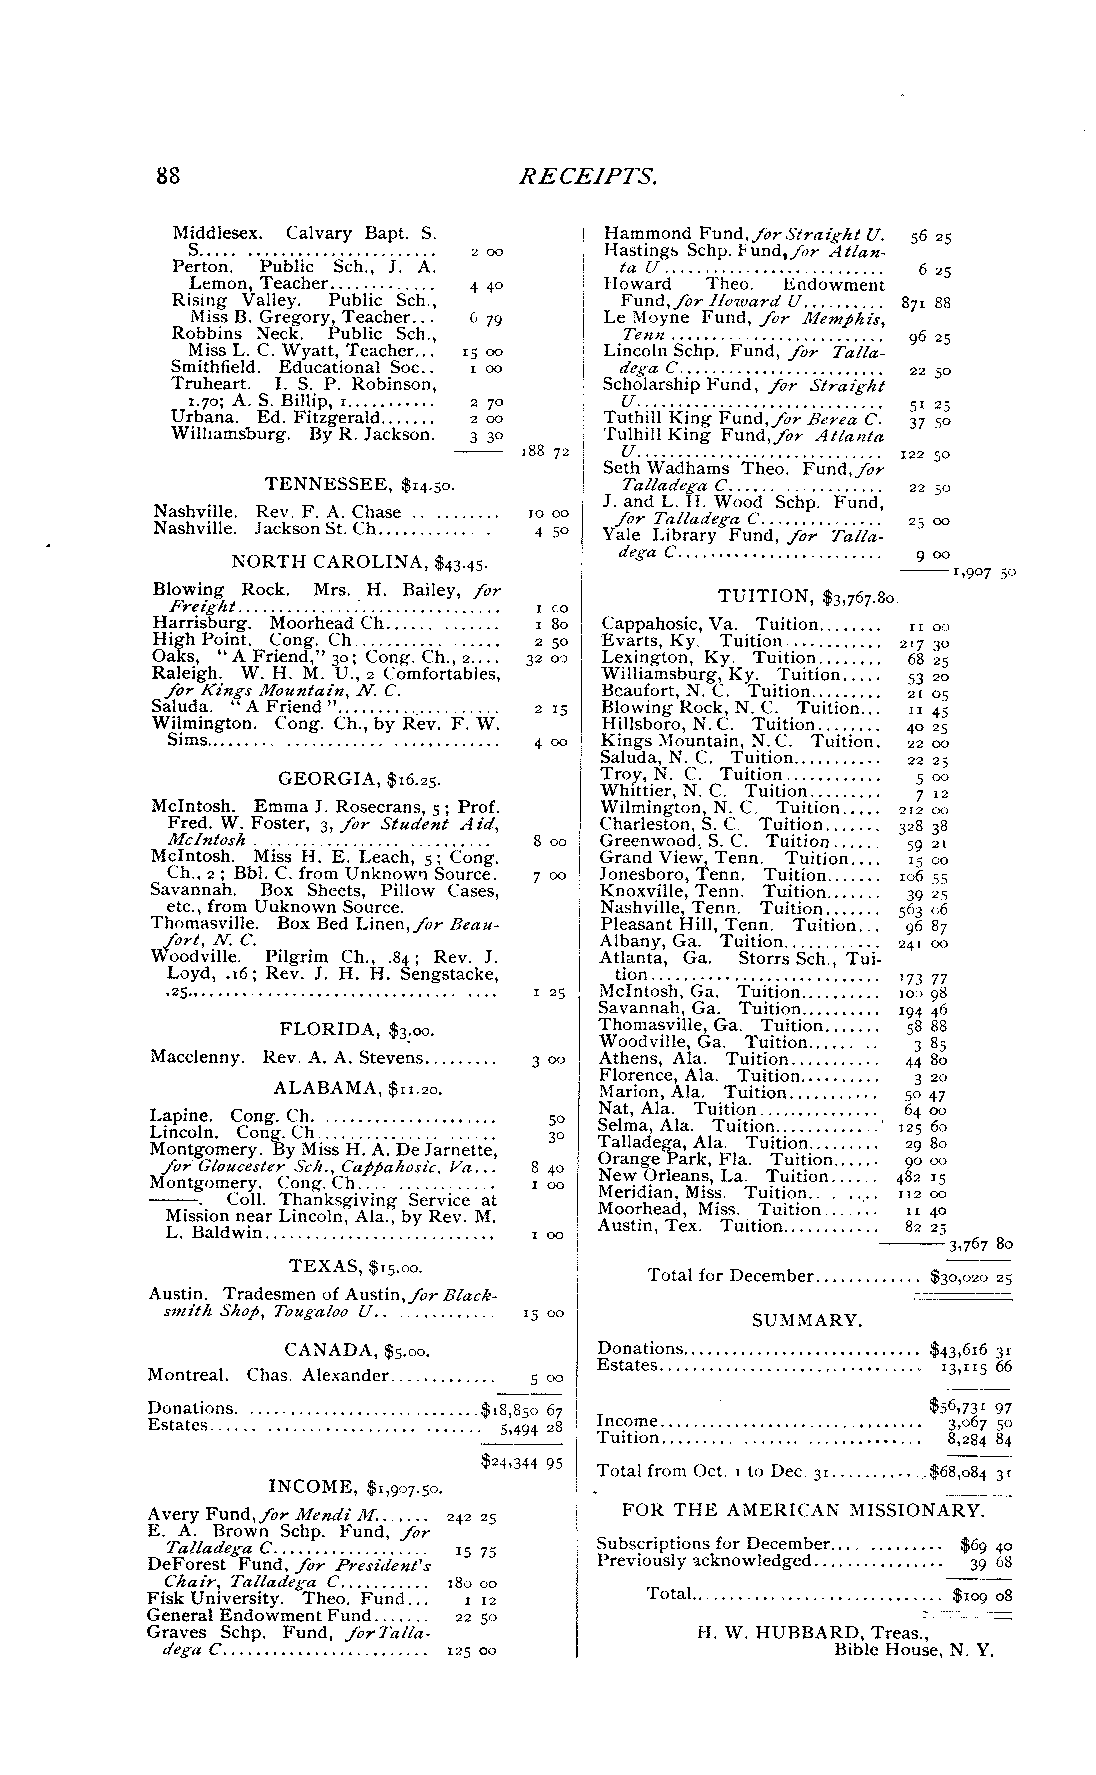 88
RECEIPTS.
Middlesex. Calvary Bapt. S.
S..... ....................... 2 00
Perton. Public Sch., J. A.
Lemon, Teacher............. 4 40
Rising Valley. Public Sch.,
Miss B. Gregory, Teacher... 6 79
Robbins Neck. Public Sch.,
Miss L. C. Wyatt, Teacher... 15 00
Smithfield. Educational Soc.. 1 00
Truheart. I. S. P. Robinson,
1.70; A. S. Billip, 1........... 2 70
Urbana. Ed. Fitzgerald....... 2 00
Williamsburg. By R. Jackson. 3 30
188 72
TENNESSEE, $14.50.
Nashville. Rev. F. A. Chase .. ........ 10 00
Nashville. Jackson St. Ch............. . 4 50
NORTH CAROLINA, $43.45.
Blowing Rock. Mrs. H. Bailey, for
Freight................................ 1 00
Harrisburg. Moorhead Ch...... ....... 1 80
High Point. Cong. Ch.................. 2 50
Oaks, "A Friend," 30; Cong. Ch., 2.... 32 00
Raleigh. W. H. M. U., 2 Comfortables,
for Kings Mountain, N. C.
Saluda. "A Friend".................... 2 15
Wilmington. Cong. Ch., by Rev. F. W.
Sims......... ............ ............. 4 00
GEORGIA, $16.25.
McIntosh. Emma J. Rosecrans, 5; Prof.
Fred. W. Foster, 3, for Student Aid,
McIntosh .............................. 8 00
McIntosh. Miss H. E. Leach, 5; Cong.
Ch., 2; Bbl. C. from Unknown Source. 7 00
Savannah. Box Sheets, Pillow Cases,
etc., from Uuknown Source.
Thomasville. Box Bed Linen, for Beau-
fort, N. C.
Woodville. Pilgrim Ch., .84; Rev. J.
Loyd, .16; Rev. J. H. H. Sengstacke,
.25.................................. .... 1 25
FLORIDA, $3.00.
Macclenny. Rev. A. A. Stevens......... 3 00
ALABAMA, $11.20.
Lapine. Cong. Ch. ..................... 50
Lincoln. Cong. Ch...................... 30
Montgomery. By Miss H. A. De Jarnette,
for Gloucester Sch., Cappahosic, Va... 8 40
Montgomery. Cong. Ch.... ............ 1 00
———. Coll. Thanksgiving Service at
Mission near Lincoln, Ala., by Rev. M.
L. Baldwin............................ 1 00
TEXAS, $15.00.
Austin. Tradesmen of Austin, for Black-
smith Shop, Tougaloo U.. ............ 15 00
CANADA, $5.00.
Montreal. Chas. Alexander............. 5 00
Donations. ............................$18,850 67
Estates...... .................. ....... 5,494 28
$24,344 95
INCOME, $1,907.50.
Avery Fund, for Mendi M....... 242 25
E. A. Brown Schp. Fund, for
Talladega C................... 15 75
DeForest Fund, for President's
Chair, Talladega C........... 180 00
Fisk University. Theo. Fund... 1 12
General Endowment Fund....... 22 50
Graves Schp. Fund, for Talla-
dega C......................... 125 00
Hammond Fund, for Straight U. 56 25
Hastings Schp. Fund, for Atlan-
ta U........................... 6 25
Howard Theo. Endowment
Fund, for Howard U.......... 871 88
Le Moyne Fund, for Memphis,
Tenn.......................... 96 25
Lincoln Schp. Fund, for Talla-
dega C......................... 22 50
Scholarship Fund, for Straight
U.............................. 51 25
Tuthill King Fund, for Berea C. 37 50
Tulhill King Fund, for Atlanta
U.............................. 122 50
Seth Wadhams Theo. Fund, for
Talladega C................... 22 50
J. and L. H. Wood Schp. Fund,
for Talladega C............... 25 00
Yale Library Fund, for Talla-
dega C......................... 9 00
1,907 50
TUITION, $3,767.80.
Cappahosic, Va. Tuition........ 11 00
Evarts, Ky. Tuition............ 217 30
Lexington, Ky. Tuition........ 68 25
Williamsburg, Ky. Tuition..... 53 20
Beaufort, N. C. Tuition......... 21 05
Blowing Rock, N. C. Tuition... 11 45
Hillsboro, N. C. Tuition........ 40 25
Kings Mountain, N. C. Tuition. 22 00
Saluda, N. C. Tuition........... 22 25
Troy, N. C. Tuition............ 5 00
Whittier, N. C. Tuition......... 7 12
Wilmington, N. C. Tuition..... 212 00
Charleston, S. C. Tuition....... 328 38
Greenwood, S. C. Tuition...... 59 21
Grand View, Tenn. Tuition.... 15 00
Jonesboro, Tenn. Tuition....... 106 55
Knoxville, Tenn. Tuition....... 39 25
Nashville, Tenn. Tuition....... 563 06
Pleasant Hill, Tenn. Tuition... 96 87
Albany, Ga. Tuition............ 241 00
Atlanta, Ga. Storrs Sch., Tui-
tion............................ 173 77
McIntosh, Ga. Tuition.......... 100 98
Savannah, Ga. Tuition.......... 194 46
Thomasville, Ga. Tuition....... 58 88
Woodville, Ga. Tuition...... .. 3 85
Athens, Ala. Tuition........... 44 80
Florence, Ala. Tuition.......... 3 20
Marion, Ala. Tuition........... 50 47
Nat, Ala. Tuition............... 64 00
Selma, Ala. Tuition............. 125 60
Talladega, Ala. Tuition......... 29 80
Orange Park, Fla. Tuition...... 90 00
New Orleans, La. Tuition...... 482 15
Meridian, Miss. Tuition.. . .... 112 00
Moorhead, Miss. Tuition....... 11 40
Austin, Tex. Tuition............ 82 25
3,767 80
Total for December............. $30,020 25
SUMMARY.
Donations............................. $43,616 31
Estates................................ 13,115 66
$56,731 97
Income................................ 3,067 50
Tuition......... ....... .............. 8,284 84
Total from Oct. 1 to Dec. 31............$68,084 31
FOR THE AMERICAN MISSIONARY.
Subscriptions for December.... ......... $69 40
Previously acknowledged................ 39 68
Total............................... $109 08
H. W. HUBBARD, Treas.,
Bible House, N. Y.